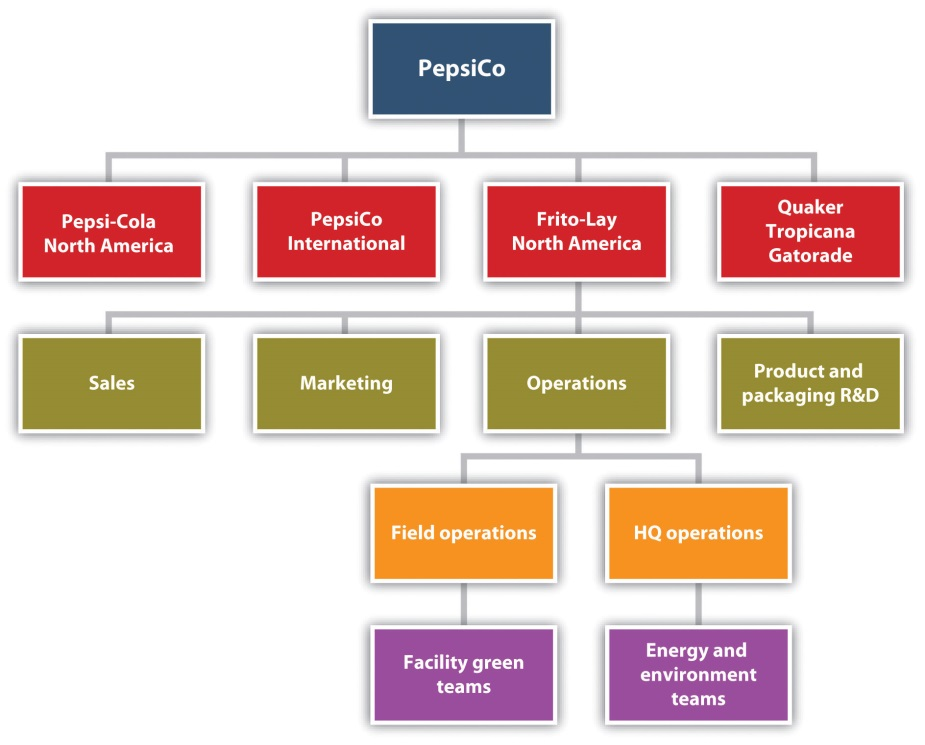 PepsiCo
Pepsi-Cola
North America
PepsiCo
International
Frito-Lay
North America
Quaker
Tropicana
Gatorade
Sales
Marketing
Operations
Product and
packaging R&D
Field operations
HQ operations
Facility green
teams
Energy and
environment
teams